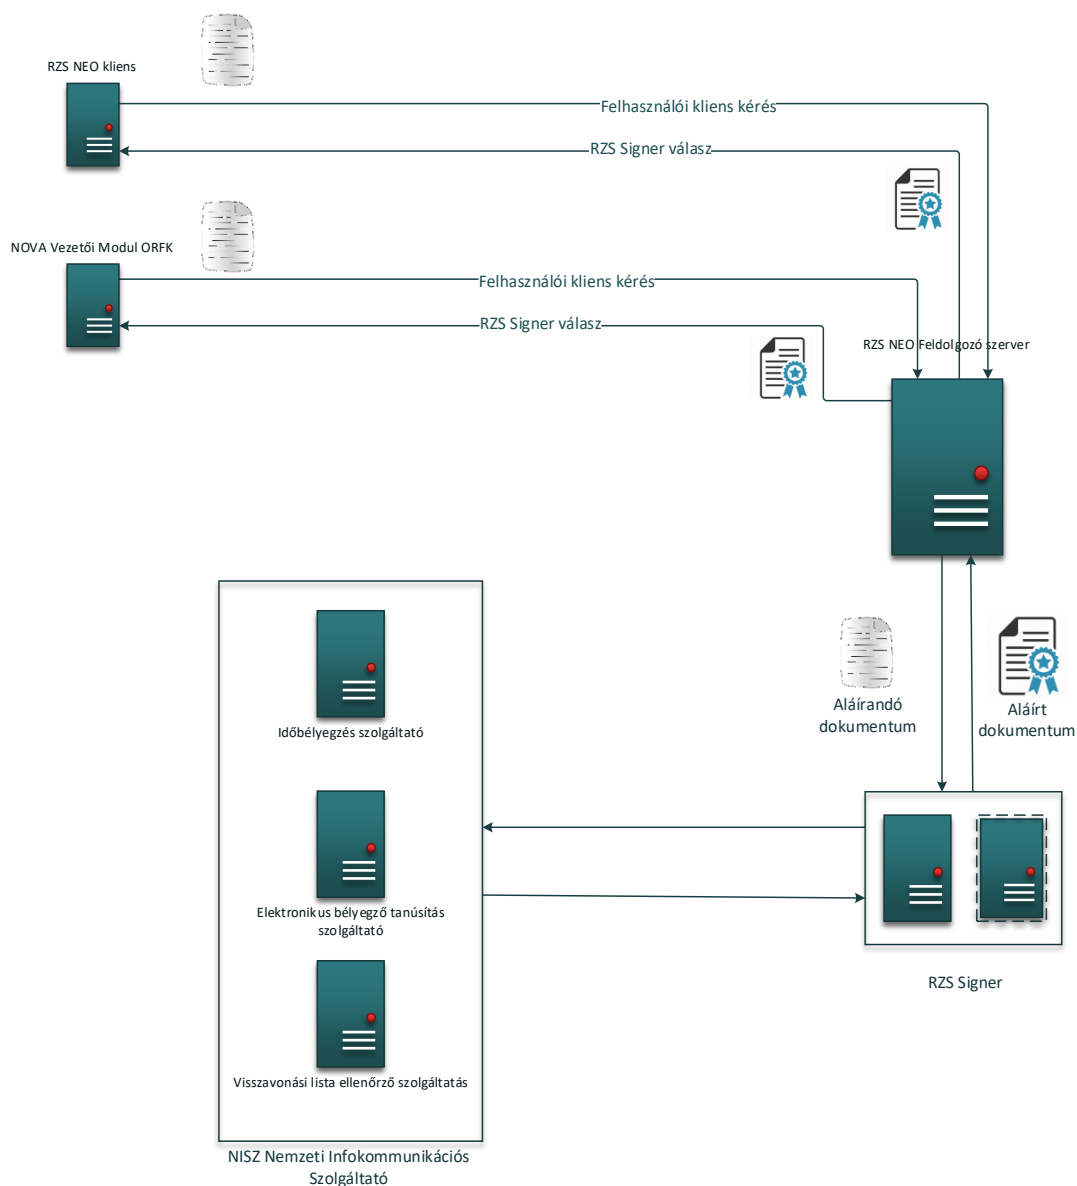 RZS NEO kliens
Felhasználói kliens kérés
RZS Signer válasz
NOVA Vezetői Modul ORFK
Felhasználói kliens kérés
RZS Signer válasz
RZS NEO Feldolgozó szerver
Aláírandó
dokumentum
Aláírt
dokumentum
Időbélyegzés szolgáltató
Elektronikus bélyegző tanúsítás
szolgáltató
Visszavonási lista ellenőrző szolgáltatás
RZS Signer
NISZ Nemzeti Infokommunikációs
Szolgáltató